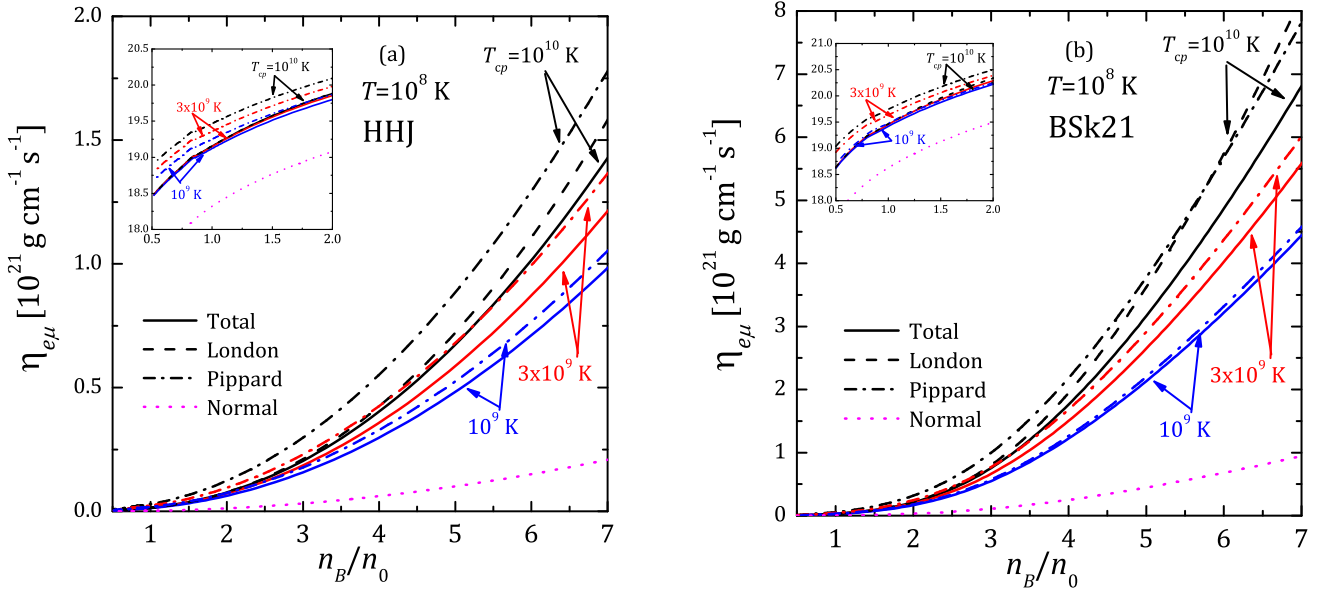 η_eμ [10^21 g cm^-1 s^-1]
2.0
1.5
1.0
0.5
0.0
1 2 3 4 5 6 7
n_B/n_0
(a)
T=10^8 K
HHJ
T_cp=10^10 K
3x10^9 K
10^9 K
Total
London
Pippard
Normal
20.5
20.0
19.5
19.0
18.5
18.0
0.5 1.0 1.5 2.0
T_cp=10^10 K
3x10^9 K
10^9 K
η_eμ [10^21 g cm^-1 s^-1]
8
7
6
5
4
3
2
1
0
1 2 3 4 5 6 7
n_B/n_0
(b)
T=10^8 K
BSk21
T_cp=10^10 K
3x10^9 K
10^9 K
Total
London
Pippard
Normal
21.0
20.5
20.0
19.5
19.0
18.5
18.0
0.5 1.0 1.5 2.0
T_cp=10^10 K
3x10^9 K
10^9 K